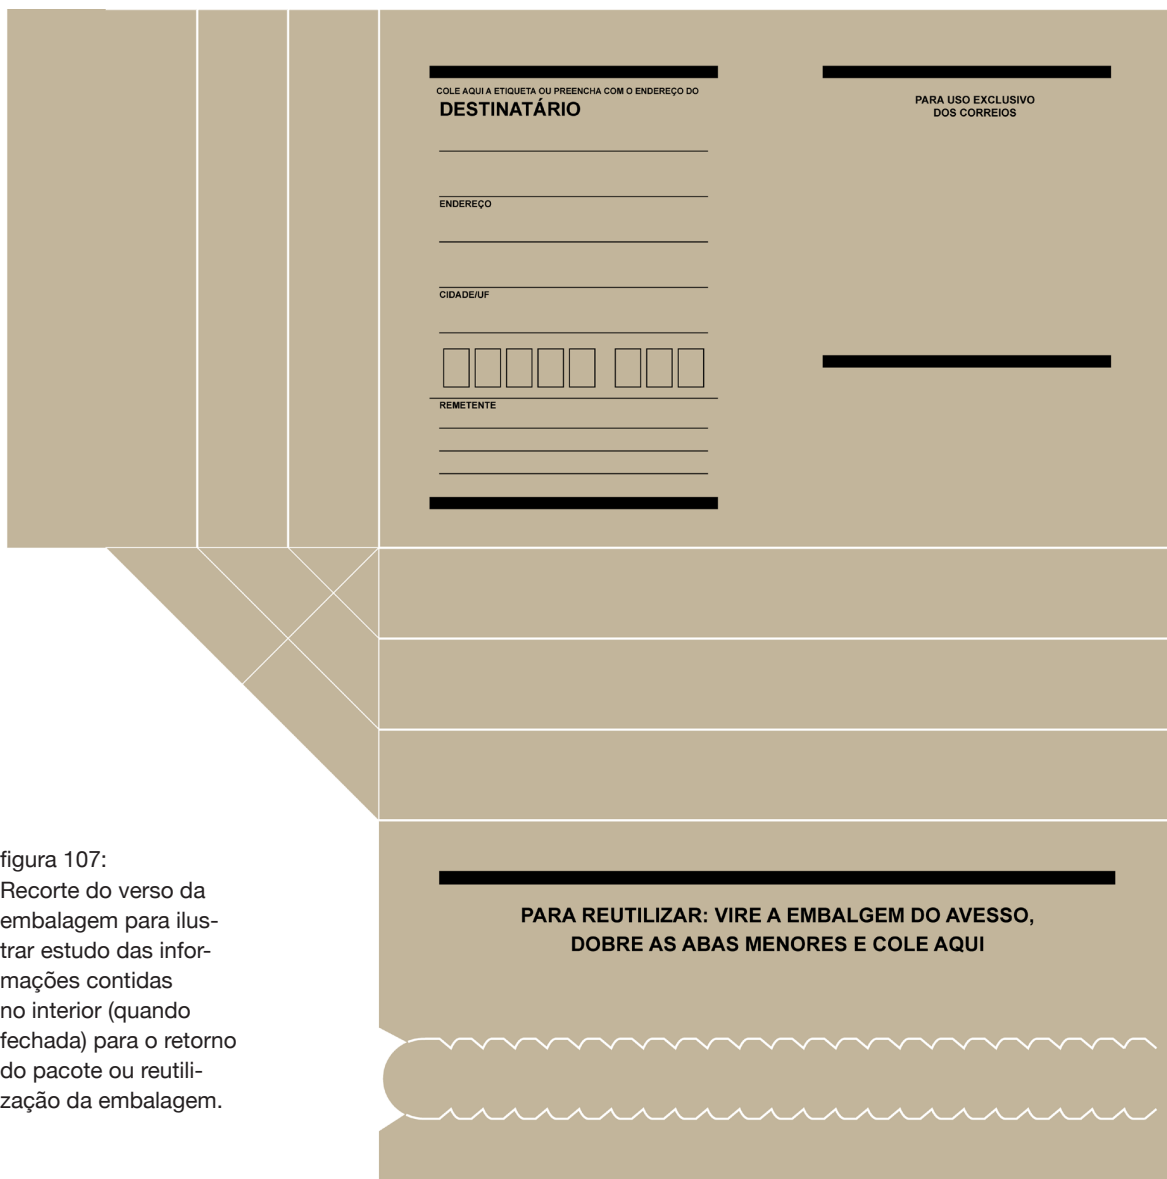 COLE AQUI A ETIQUETA OU PREENCHA COM O ENDEREÇO DO
DESTINATÁRIO
ENDEREÇO
CIDADE/UF
REMETENTE
PARA USO EXCLUSIVO
DOS CORREIOS
PARA REUTILIZAR: VIRE A EMBALGEM DO AVESSO,
DOBRE AS ABAS MENORES E COLE AQUI
figura 107:
Recorte do verso da
embalagem para ilus-
trar estudo das infor-
mações contidas
no interior (quando
fechada) para o retorno
do pacote ou reutili-
zação da embalagem.